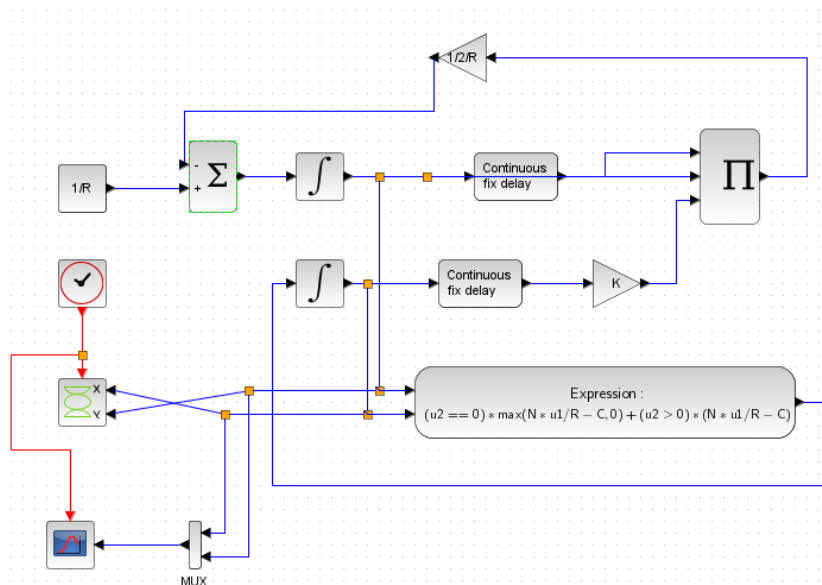 1/2/R
1/R
-
+
Σ
∫
Continuous
fix delay
Π
∫
Continuous
fix delay
K
X
Y
Expression :
(u2 == 0) * max(N * u1/R − C, 0) + (u2 > 0) * (N * u1/R − C)
MUX